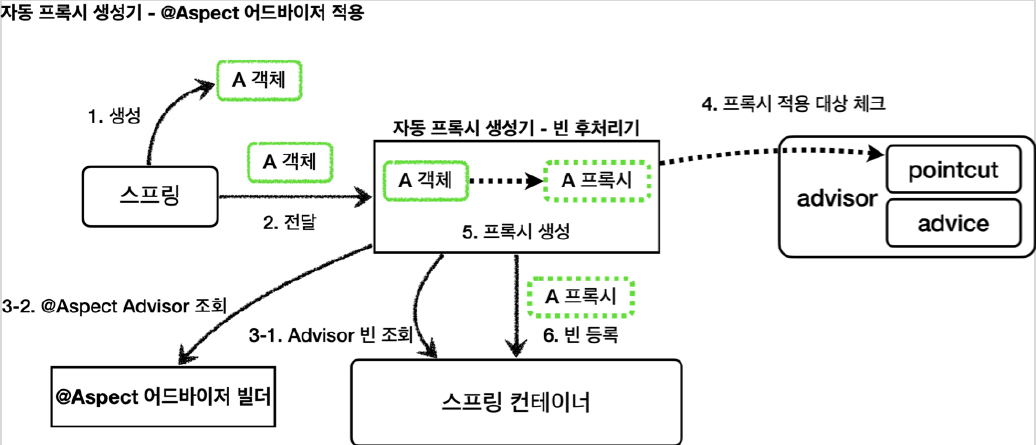 자동 프록시 생성기 - @Aspect 어드바이저 적용
A 객체
1. 생성
4. 프록시 적용 대상 체크
자동 프록시 생성기 - 빈 후처리기
A 객체
스프링
2. 전달
A 객체
A 프록시
5. 프록시 생성
advisor
pointcut
advice
3-2. @Aspect Advisor 조회
3-1. Advisor 빈 조회
A 프록시
6. 빈 등록
@Aspect 어드바이저 빌더
스프링 컨테이너